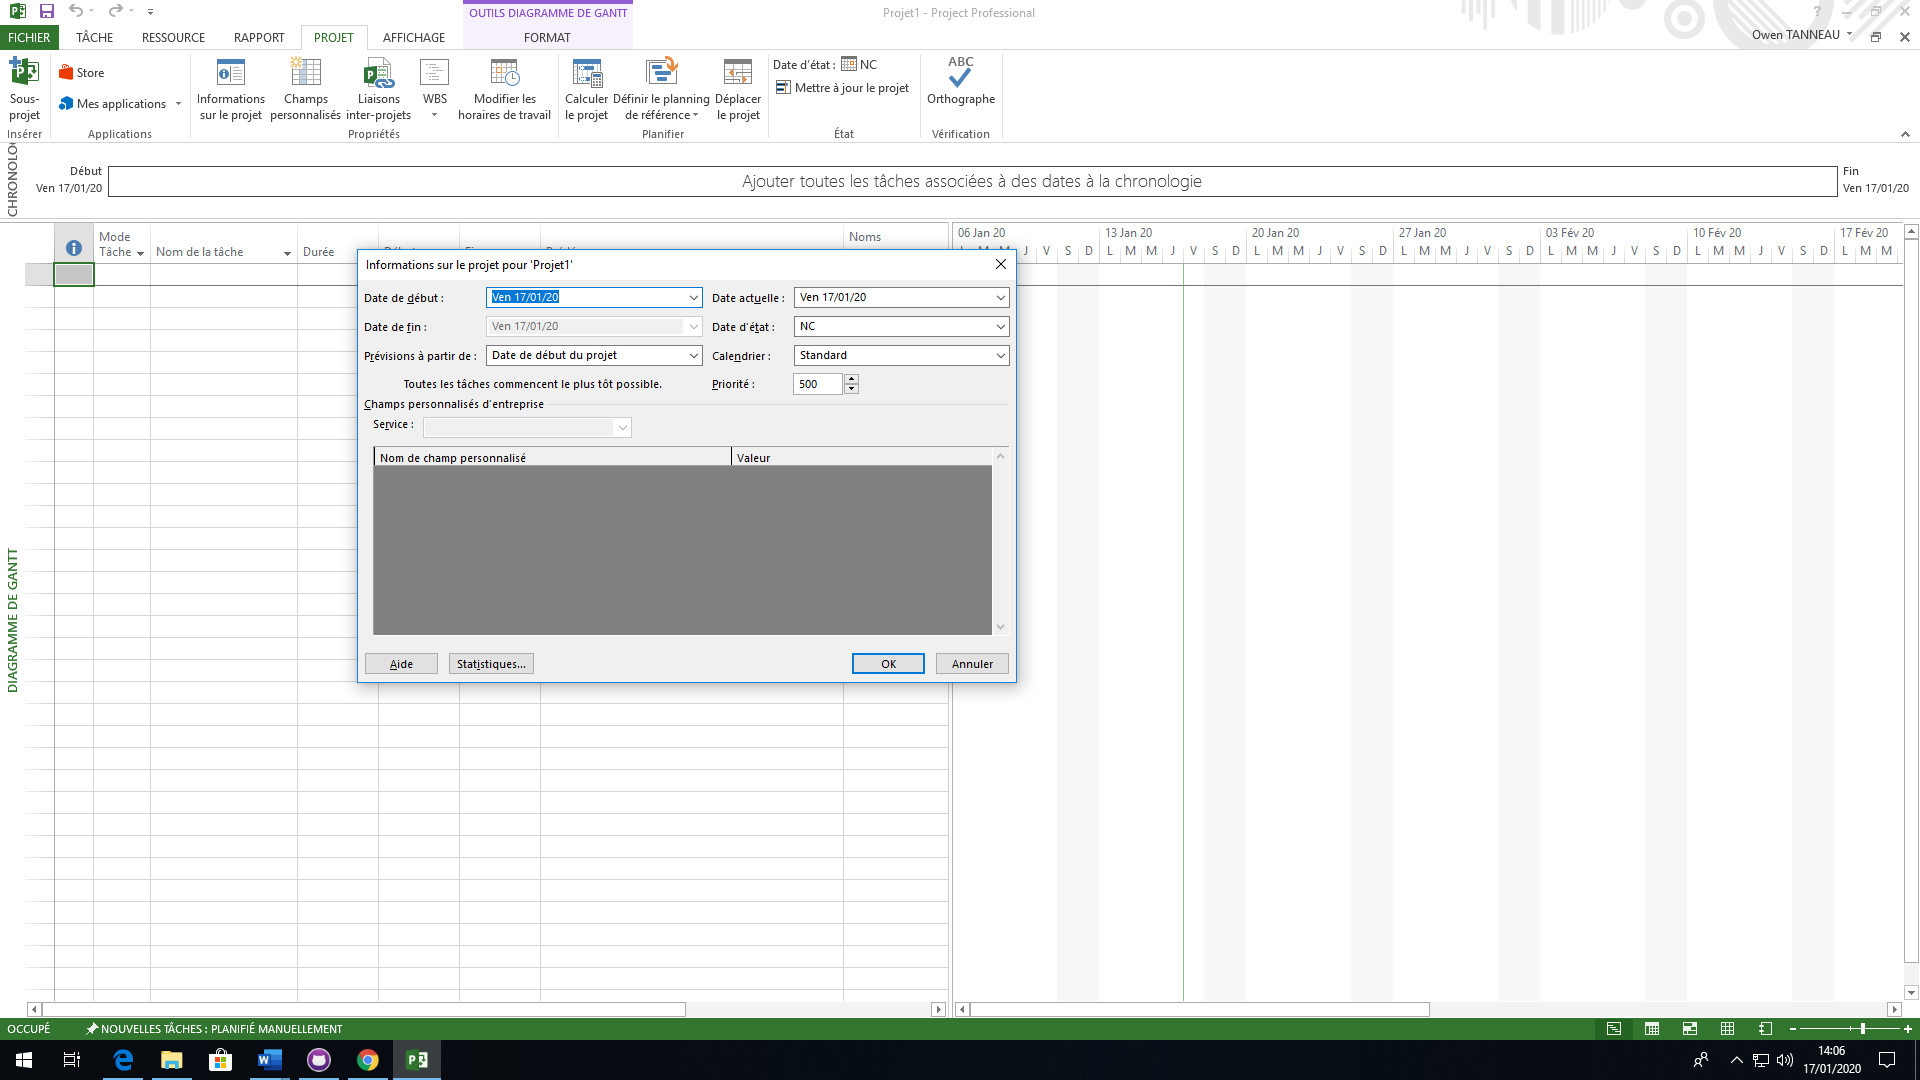 OUTILS DIAGRAMME DE GANTT
Projet1 - Project Professional
FICHIER TÂCHE RESSOURCE RAPPORT PROJET AFFICHAGE FORMAT
Owen TANNEAU
Sous-projet
Store
Mes applications
Informations sur le projet
Champs personnalisés
Liaisons inter-projets
WBS
Modifier les horaires de travail
Calculer le projet
Définir le planning de référence
Déplacer le projet
Date d'état : NC
Mettre à jour le projet
ABC
Orthographe
Insérer Applications Propriétés Planifier État Vérification
Début
Ven 17/01/20
Ajouter toutes les tâches associées à des dates à la chronologie
Fin
Ven 17/01/20
Mode Tâche
Nom de la tâche
Durée
Noms
06 Jan 20 13 Jan 20 20 Jan 20 27 Jan 20 03 Fév 20 10 Fév 20 17 Fév 20
J V S D L M M J V S D L M M J V S D L M M J V S D L M M J V S D L M M J V S D L M M
Informations sur le projet pour 'Projet1'
Date de début : Ven 17/01/20 Date actuelle : Ven 17/01/20
Date de fin : Ven 17/01/20 Date d'état : NC
Prévisions à partir de : Date de début du projet Calendrier : Standard
Toutes les tâches commencent le plus tôt possible. Priorité : 500
Champs personnalisés d'entreprise
Service :
Nom de champ personnalisé Valeur
Aide Statistiques... OK Annuler
DIAGRAMME DE GANTT
OCCUPÉ NOUVELLES TÂCHES : PLANIFIÉ MANUELLEMENT
14:06
17/01/2020